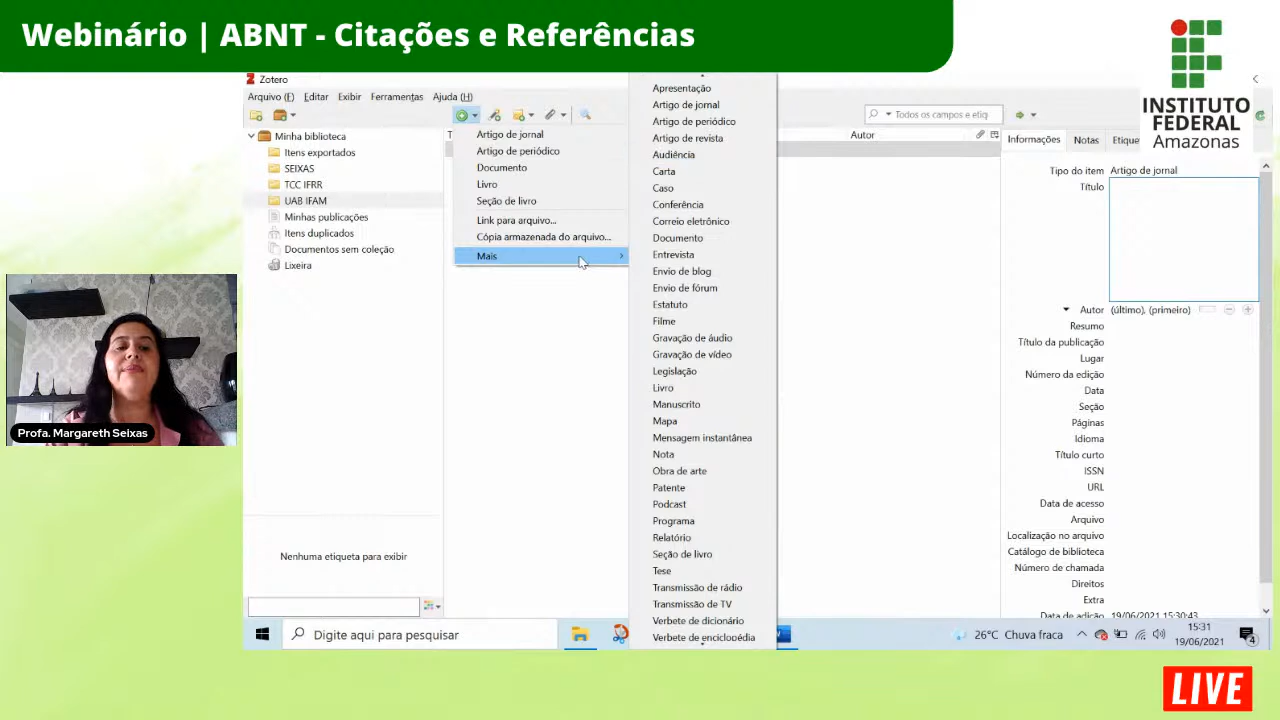 Webinário | ABNT - Citações e Referências
INSTITUTO
FEDERAL
Amazonas
Zotero
Arquivo (F) Editar Exibir Ferramentas Ajuda (H)
Todos os campos e etiq
Minha biblioteca
Itens exportados
SEIXAS
TCC IFRR
UAB IFAM
Minhas publicações
Itens duplicados
Documentos sem coleção
Lixeira
Nenhuma etiqueta para exibir
T
Artigo de jornal
Artigo de periódico
Documento
Livro
Seção de livro
Link para arquivo...
Cópia armazenada do arquivo...
Mais
Apresentação
Artigo de jornal
Artigo de periódico
Artigo de revista
Audiência
Carta
Caso
Conferência
Correio eletrônico
Documento
Entrevista
Envio de blog
Envio de fórum
Estatuto
Filme
Gravação de áudio
Gravação de vídeo
Legislação
Livro
Manuscrito
Mapa
Mensagem instantânea
Nota
Obra de arte
Patente
Podcast
Programa
Relatório
Seção de livro
Tese
Transmissão de rádio
Transmissão de TV
Verbete de dicionário
Verbete de enciclopédia
Autor
Informações Notas Etique
Tipo do item Artigo de jornal
Título
Autor (último), (primeiro)
Resumo
Título da publicação
Lugar
Número da edição
Data
Seção
Páginas
Idioma
Título curto
ISSN
URL
Data de acesso
Arquivo
Localização no arquivo
Catálogo de biblioteca
Número de chamada
Direitos
Extra
Data de adição 19/06/2021 15:30:43
Profa. Margareth Seixas
Digite aqui para pesquisar
26°C Chuva fraca
15:31
19/06/2021
4
LIVE